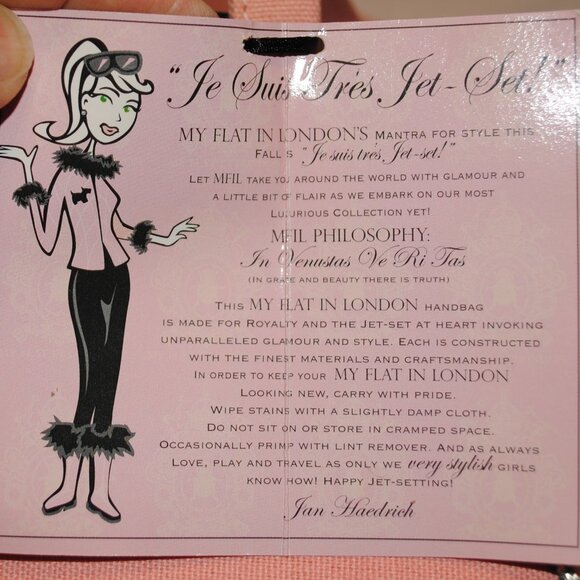 "Je Suis Trés Jet-Set!"
MY FLAT IN LONDON'S MANTRA FOR STYLE THIS
FALL S "Je suis trés, Jet-set!"
LET MFIL TAKE YOU AROUND THE WORLD WITH GLAMOUR AND
A LITTLE BIT OF FLAIR AS WE EMBARK ON OUR MOST
LUXURIOUS COLLECTION YET!
MFIL PHILOSOPHY:
In Venustas Ve Ri Tas
(IN GRACE AND BEAUTY THERE IS TRUTH)
THIS MY FLAT IN LONDON HANDBAG
IS MADE FOR ROYALTY AND THE JET-SET AT HEART INVOKING
UNPARALLELED GLAMOUR AND STYLE. EACH IS CONSTRUCTED
WITH THE FINEST MATERIALS AND CRAFTSMANSHIP.
IN ORDER TO KEEP YOUR MY FLAT IN LONDON
LOOKING NEW, CARRY WITH PRIDE.
WIPE STAINS WITH A SLIGHTLY DAMP CLOTH.
DO NOT SIT ON OR STORE IN CRAMPED SPACE.
OCCASIONALLY PRIMP WITH LINT REMOVER. AND AS ALWAYS
LOVE, PLAY AND TRAVEL AS ONLY WE very stylish GIRLS
KNOW HOW! HAPPY JET-SETTING!
Jan Haedrich